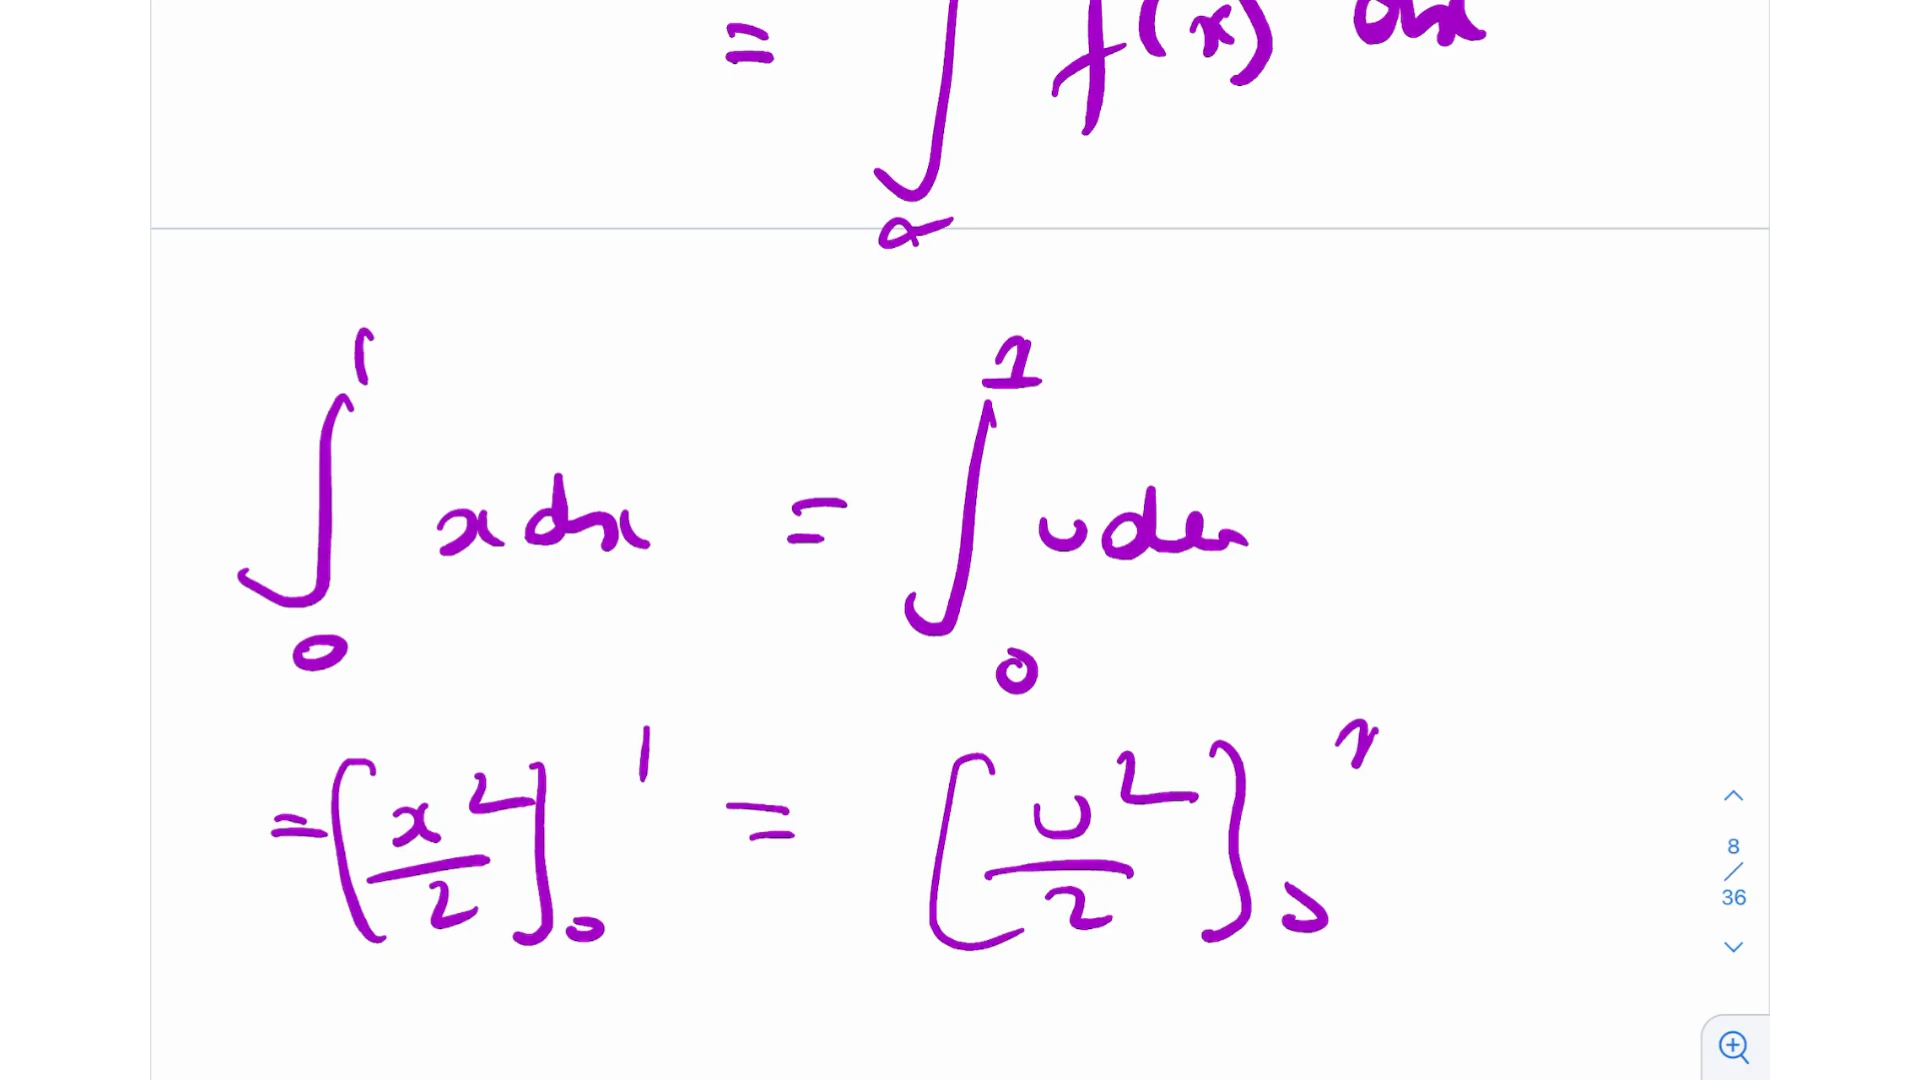 = ∫ₐ f(x) dx
∫₀¹ x dx = ∫₀¹ u du
= [x²/2]₀¹ = [u²/2]₀¹
8
/
36